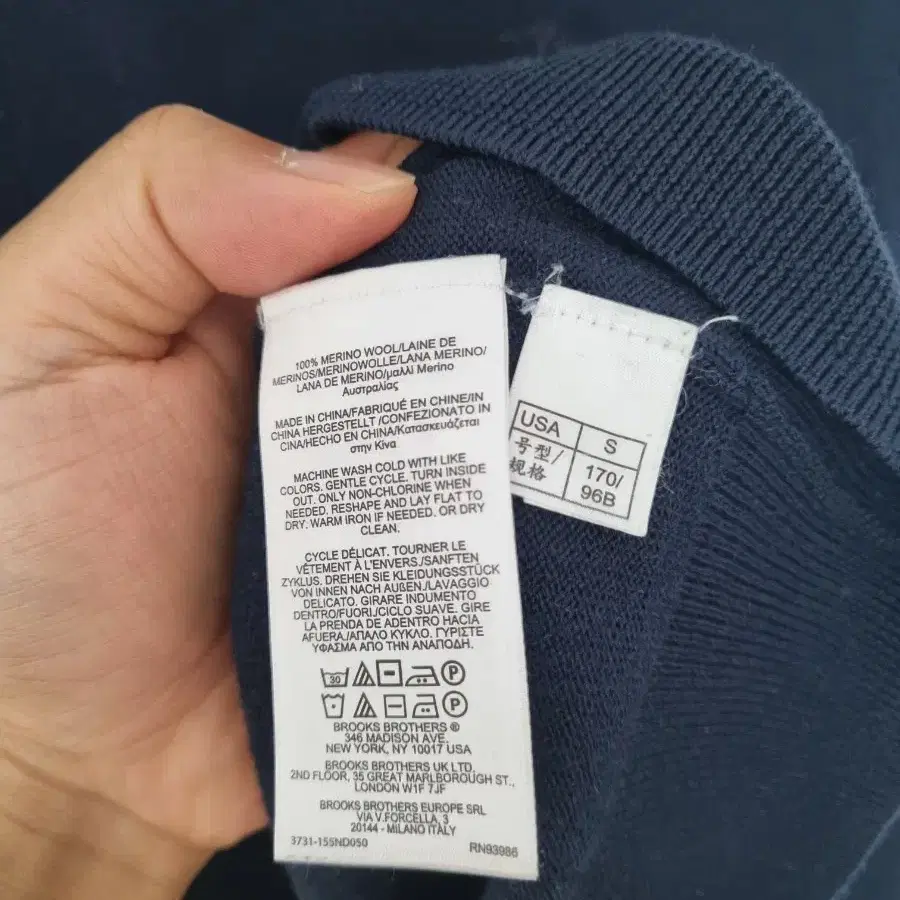 100% MERINO WOOL/LAINE DE
MERINOS/MERINOWOLLE/LANA MERINO/
LANA DE MERINO/μαλλί Merino
Αυστραλίας
MADE IN CHINA/FABRIQUÉ EN CHINE/IN
CHINA HERGESTELLT /CONFEZIONATO IN
CINA/HECHO EN CHINA/Κατασκευάζεται
στην Κίνα
MACHINE WASH COLD WITH LIKE
COLORS. GENTLE CYCLE. TURN INSIDE
OUT. ONLY NON-CHLORINE WHEN
NEEDED. RESHAPE AND LAY FLAT TO
DRY. WARM IRON IF NEEDED. OR DRY
CLEAN.
CYCLE DÉLICAT. TOURNER LE
VÊTEMENT À L'ENVERS./SANFTEN
ZYKLUS. DREHEN SIE KLEIDUNGSSTÜCK
VON INNEN NACH AUßEN./LAVAGGIO
DELICATO. GIRARE INDUMENTO
DENTRO/FUORI./CICLO SUAVE. GIRE
LA PRENDA DE ADENTRO HACIA
AFUERA./ΑΠΑΛΟ ΚΥΚΛΟ. ΓΥΡΙΣΤΕ
ΥΦΑΣΜΑ ΑΠΟ ΤΗΝ ΑΝΑΠΟΔΗ.
30 P
P
BROOKS BROTHERS ®
346 MADISON AVE.
NEW YORK, NY 10017 USA
BROOKS BROTHERS UK LTD.
2ND FLOOR, 35 GREAT MARLBOROUGH ST.,
LONDON W1F 7JF
BROOKS BROTHERS EUROPE SRL
VIA V.FORCELLA, 3
20144 - MILANO ITALY
3731-155ND050 RN93986
USA S
号型/
规格
170/
96B